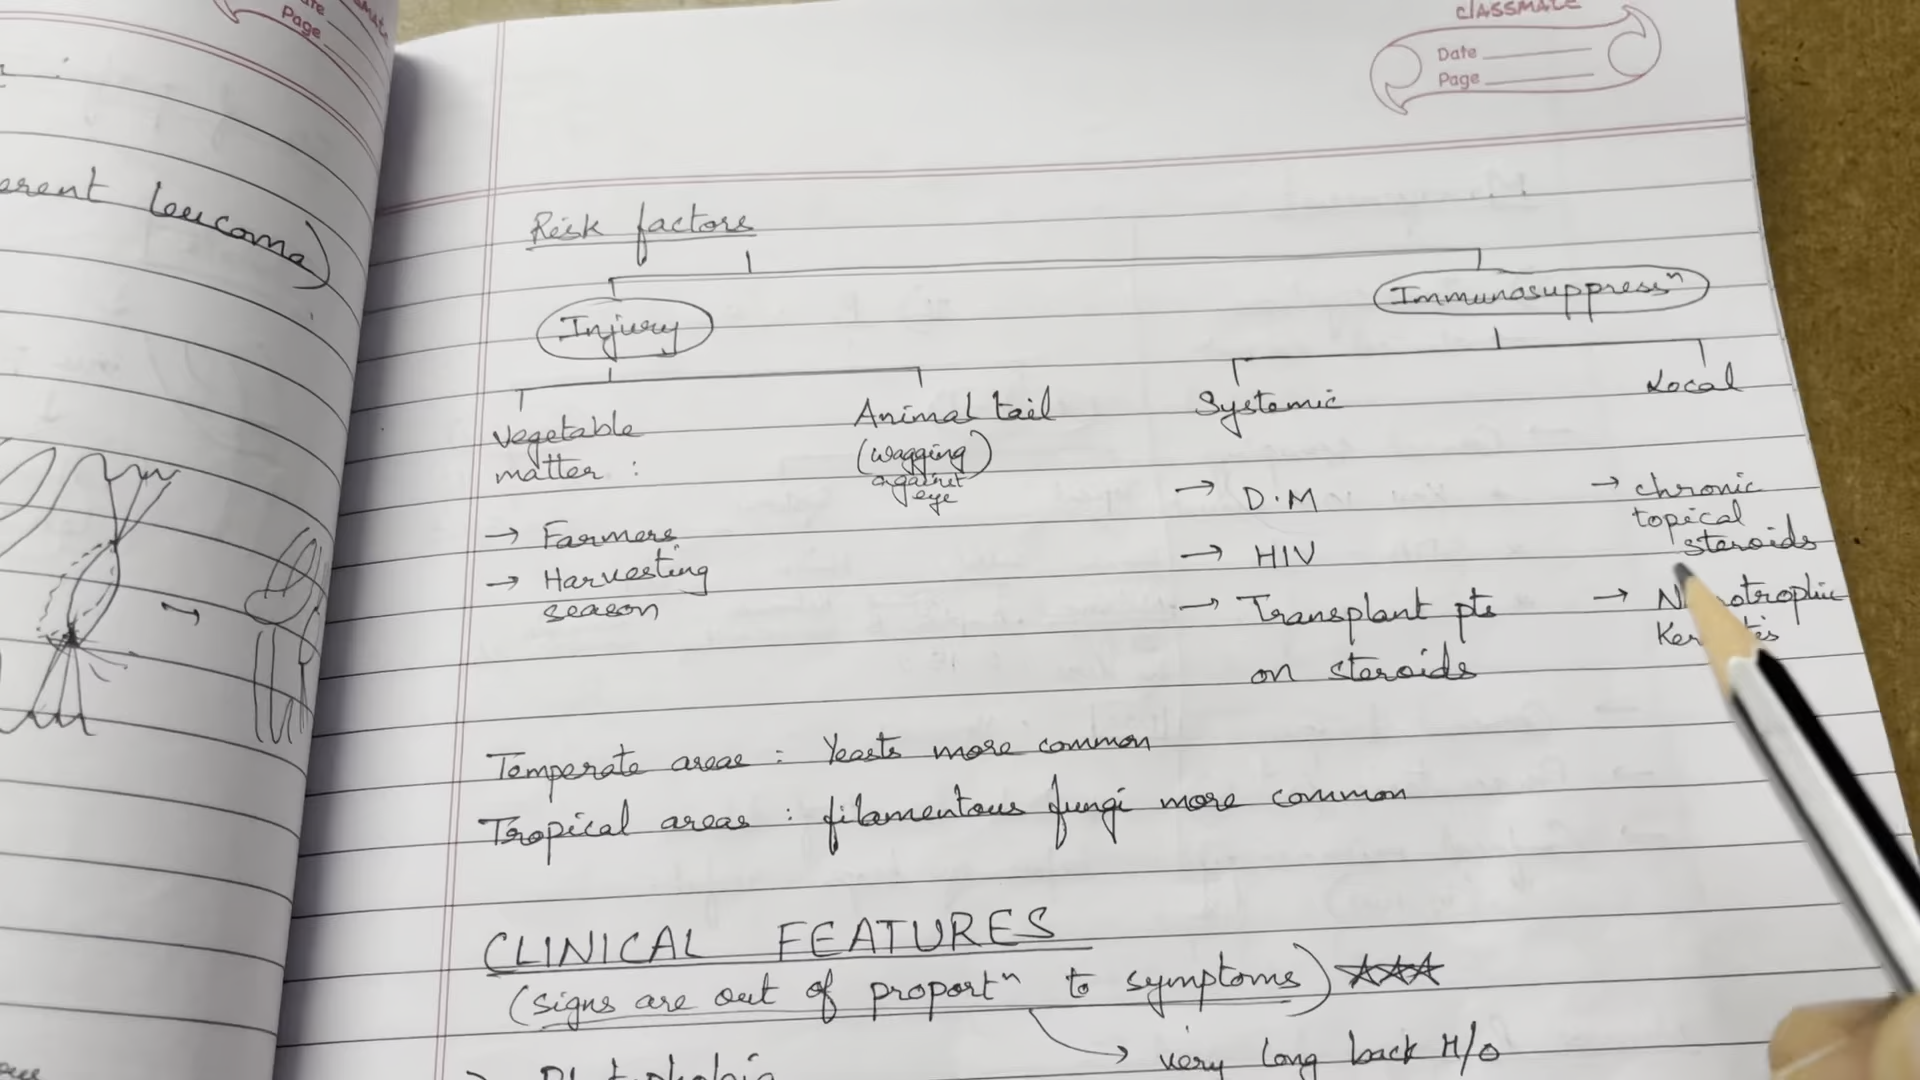 classmate
Date
Page
Page
erent leucoma)
Risk factors
Injury
Immunosuppressⁿ
Vegetable
matter :
→ Farmers
→ Harvesting
season
Animal tail
(wagging)
against
eye
Systemic
→ D.M
→ HIV
→ Transplant pts
on steroids
Local
→ chronic
topical
steroids
→
Temperate areas : Yeasts more common
Tropical areas : filamentous fungi more common
CLINICAL FEATURES
(signs are out of proportⁿ to symptoms) ★★★
→ very long back H/O